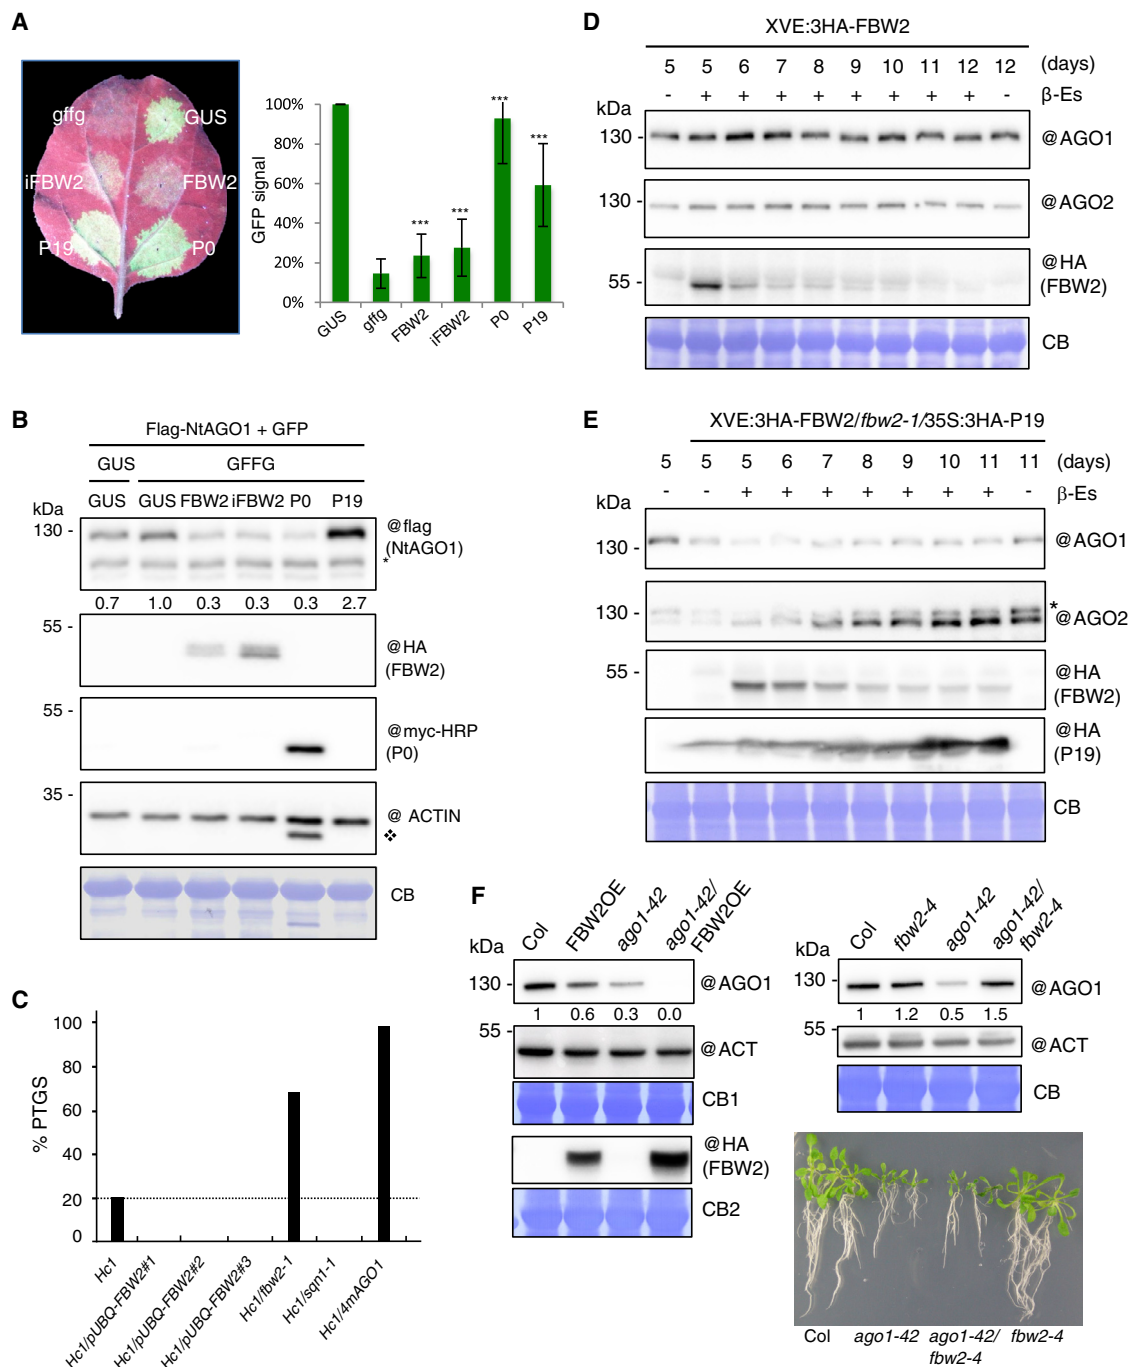 A
gffg
GUS
iFBW2
FBW2
P19
P0
GFP signal
100%
80%
60%
40%
20%
0%
***
***
***
***
GUS
gffg
FBW2
iFBW2
P0
P19
B
Flag-NtAGO1 + GFP
GUS
GFFG
GUS GUS FBW2 iFBW2 P0 P19
kDa
130 -
@flag
(NtAGO1)
*
0.7 1.0 0.3 0.3 0.3 2.7
55 -
@HA
(FBW2)
55 -
@myc-HRP
(P0)
35 -
@ ACTIN
❖
CB
C
% PTGS
100
80
60
40
20
0
Hc1
Hc1/pUBQ-FBW2#1
Hc1/pUBQ-FBW2#2
Hc1/pUBQ-FBW2#3
Hc1/fbw2-1
Hc1/sqn1-1
Hc1/4mAGO1
D
XVE:3HA-FBW2
5 5 6 7 8 9 10 11 12 12 (days)
- + + + + + + + + - β-Es
kDa
130 -
@AGO1
130 -
@AGO2
55 -
@HA
(FBW2)
CB
E
XVE:3HA-FBW2/fbw2-1/35S:3HA-P19
5 5 5 6 7 8 9 10 11 11 (days)
- - + + + + + + + - β-Es
kDa
130 -
@AGO1
130 -
*
@AGO2
55 -
@HA
(FBW2)
@HA
(P19)
CB
F
kDa
Col
FBW2OE
ago1-42
ago1-42/
FBW2OE
130 -
@AGO1
1 0.6 0.3 0.0
55 -
@ACT
CB1
@HA
(FBW2)
CB2
kDa
Col
fbw2-4
ago1-42
ago1-42/
fbw2-4
130 -
@AGO1
1 1.2 0.5 1.5
55 -
@ACT
CB
Col ago1-42 ago1-42/ fbw2-4
fbw2-4